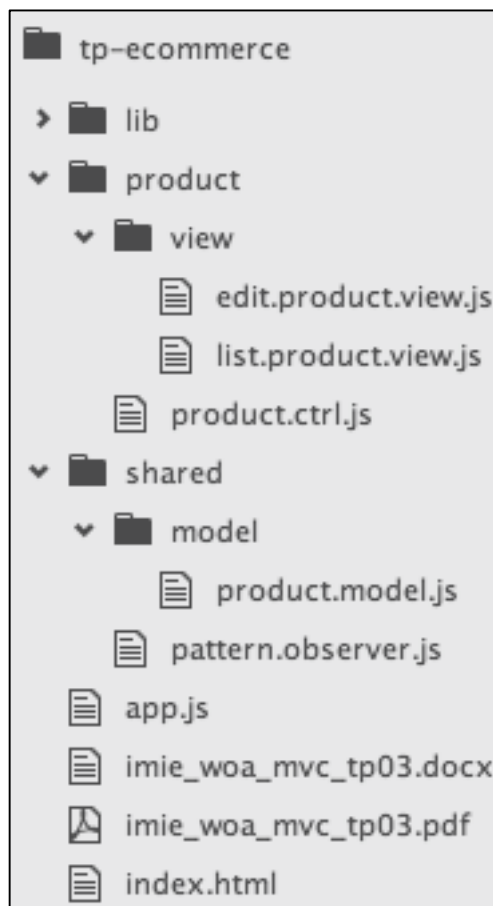 tp-ecommerce
lib
product
view
edit.product.view.js
list.product.view.js
product.ctrl.js
shared
model
product.model.js
pattern.observer.js
app.js
imie_woa_mvc_tp03.docx
imie_woa_mvc_tp03.pdf
index.html